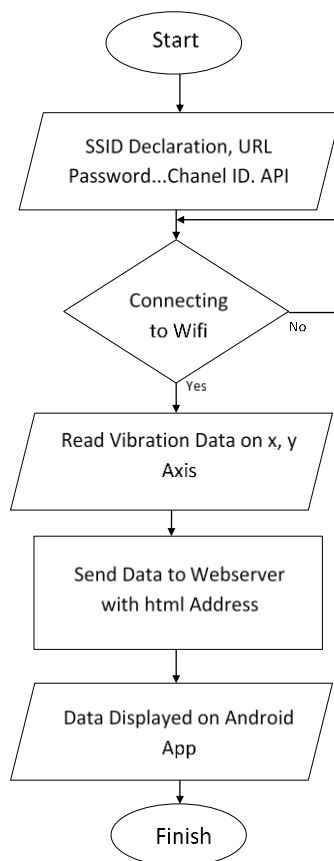 Start
SSID Declaration, URL
Password...Chanel ID. API
Connecting
to Wifi
No
Yes
Read Vibration Data on x, y
Axis
Send Data to Webserver
with html Address
Data Displayed on Android
App
Finish